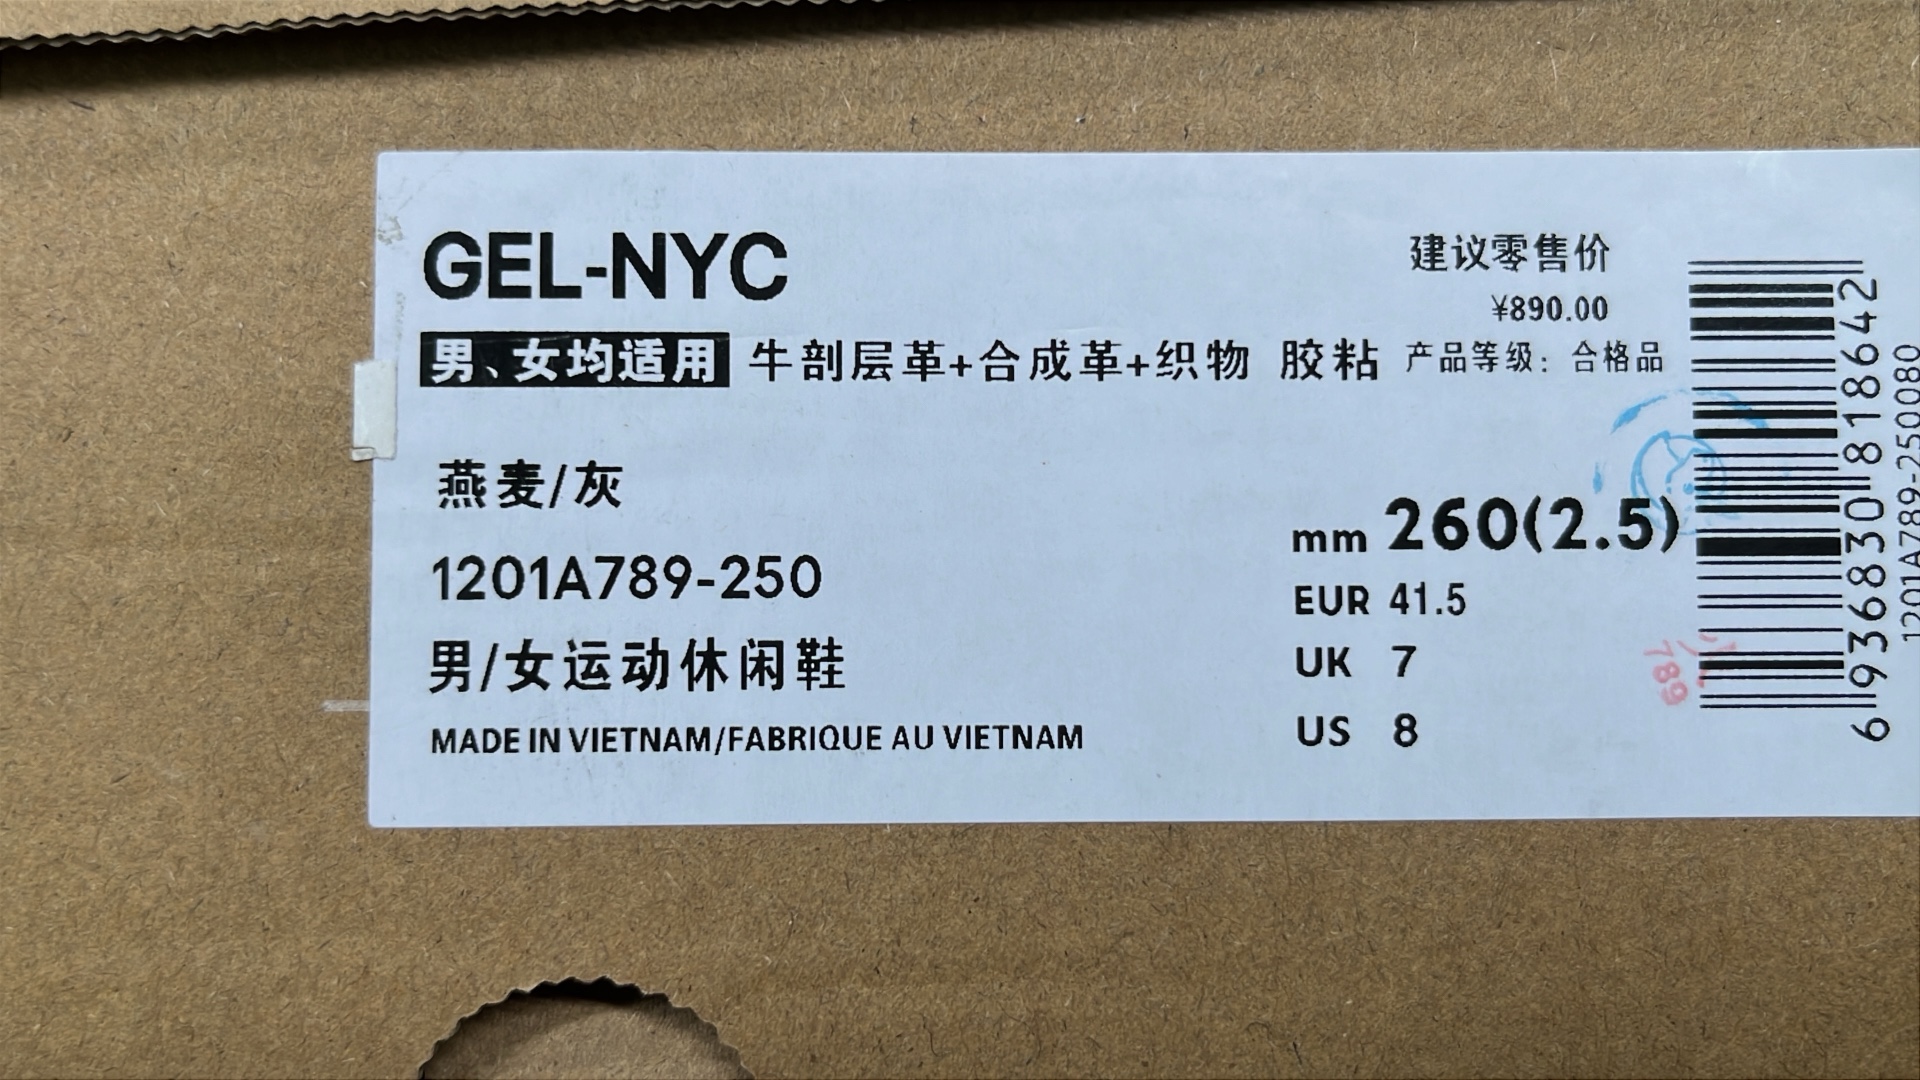 GEL-NYC
建议零售价
¥890.00
男、女均适用 牛剖层革+合成革+织物 胶粘 产品等级：合格品
燕麦/灰
mm 260(2.5)
1201A789-250
EUR 41.5
男/女运动休闲鞋
UK 7
MADE IN VIETNAM/FABRIQUE AU VIETNAM
US 8
6936830818642
1201A789-2500080
789